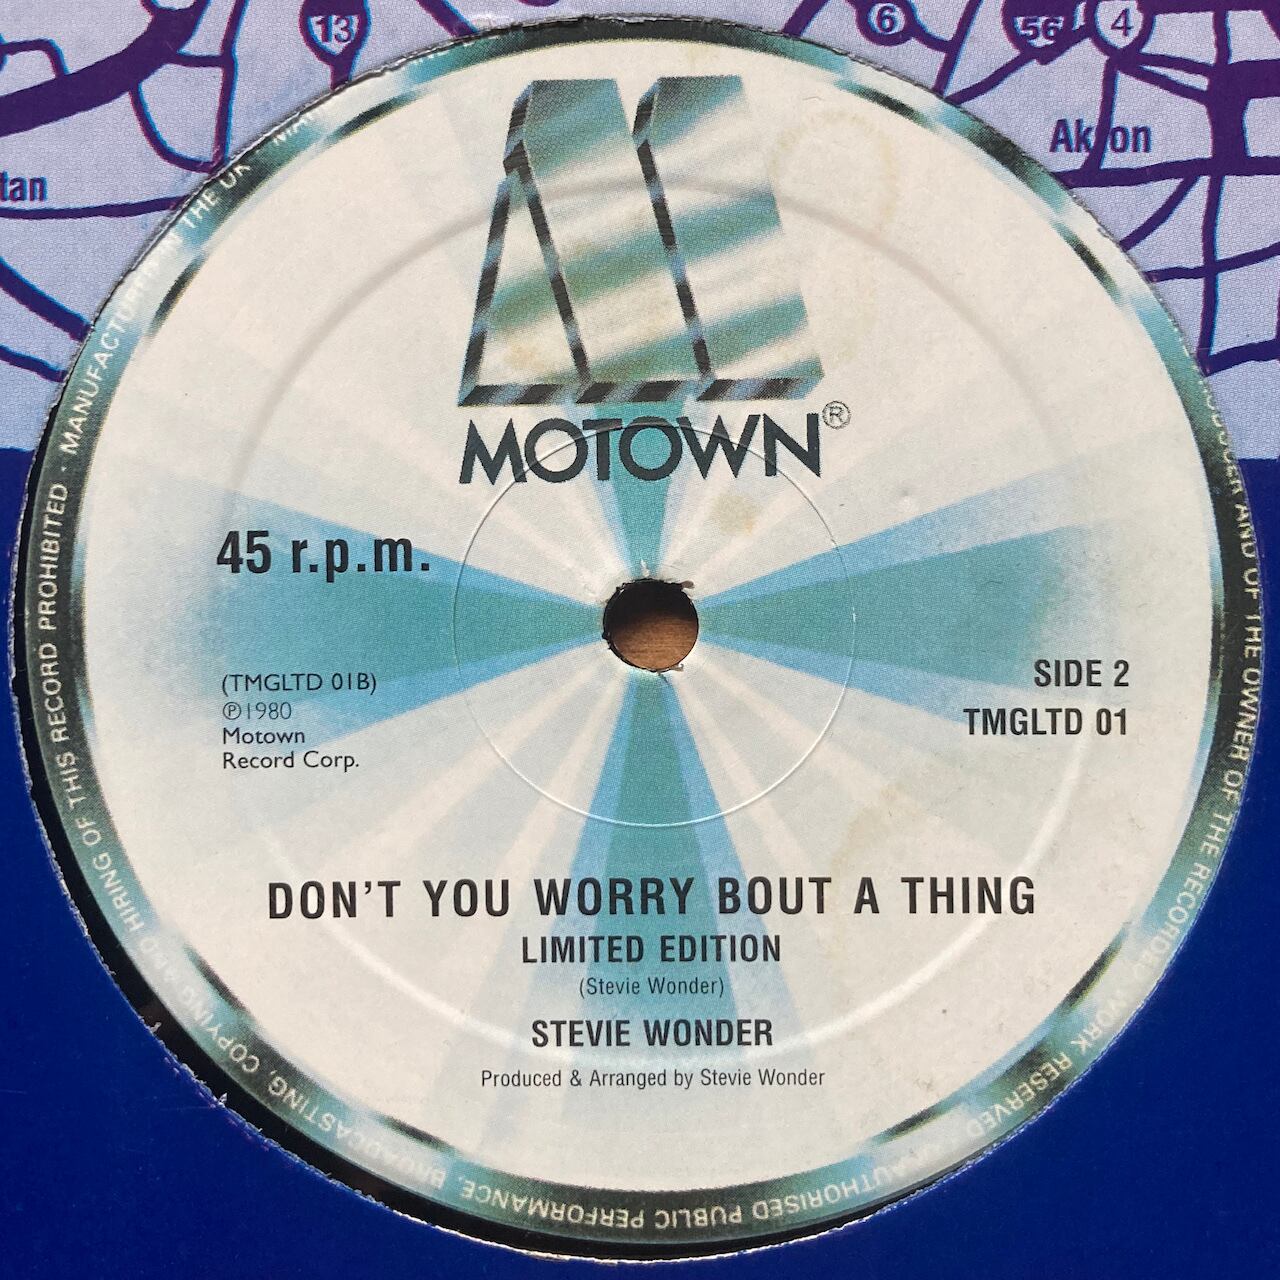 13
6
56
4
Akron
tan
MOTOWN®
45 r.p.m.
(TMGLTD 01B)
℗1980
Motown
Record Corp.
SIDE 2
TMGLTD 01
DON'T YOU WORRY BOUT A THING
LIMITED EDITION
(Stevie Wonder)
STEVIE WONDER
Produced & Arranged by Stevie Wonder
PRODUCER AND OF THE OWNER OF THE RECORDED WORK RESERVED. UNAUTHORISED PUBLIC PERFORMANCE, BROADCASTING, COPYING AND HIRING OF THIS RECORD PROHIBITED · MANUFACTURED IN THE UK